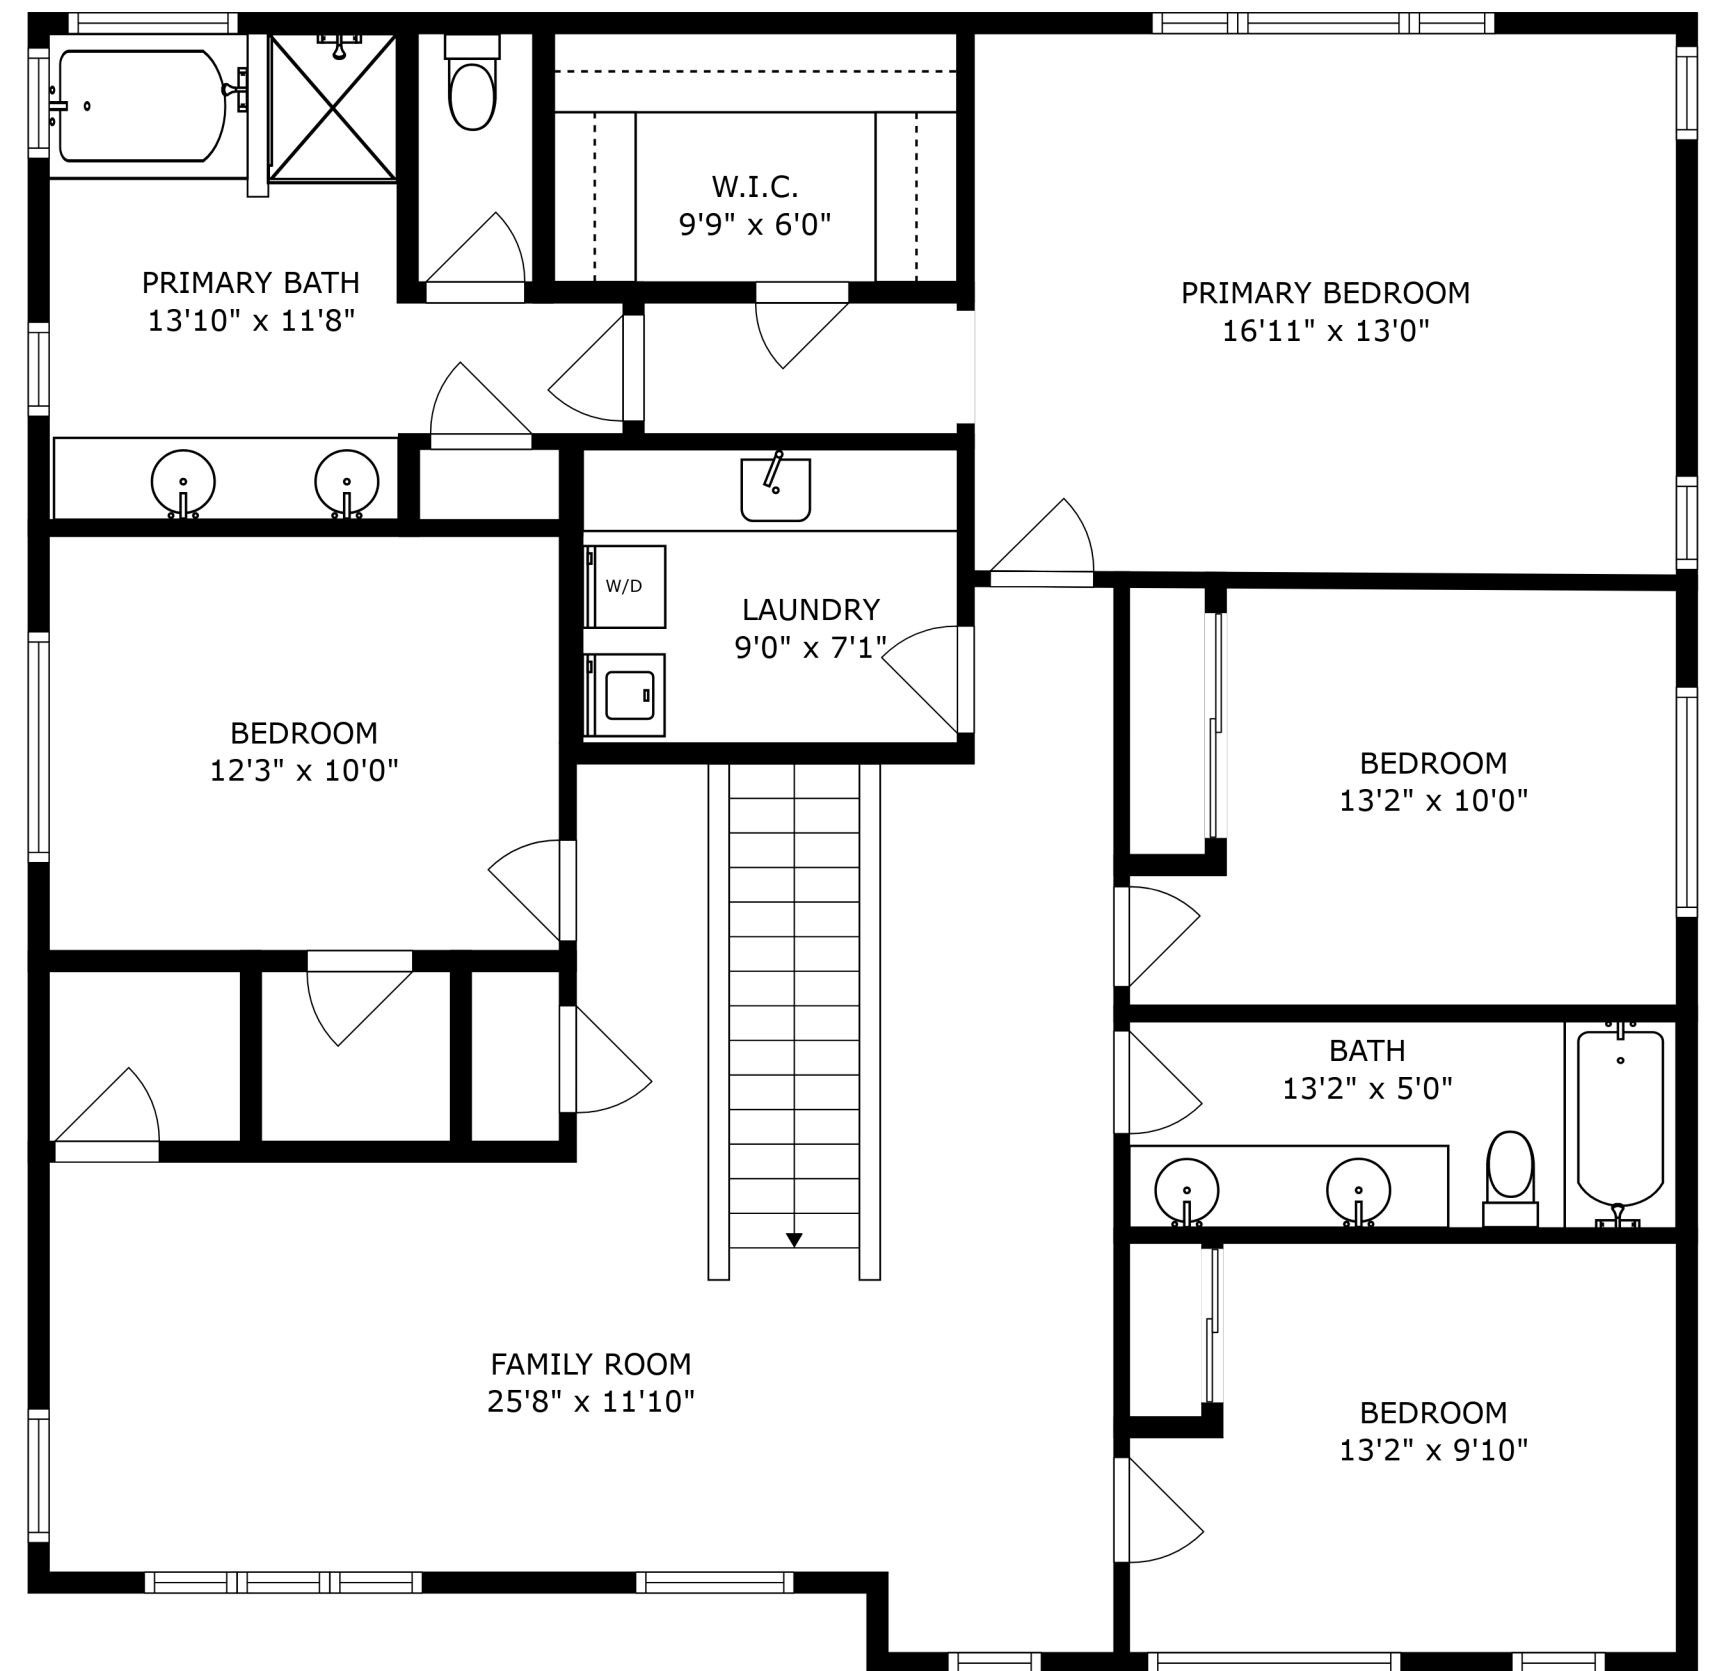 W.I.C.
9'9" x 6'0"
PRIMARY BATH
13'10" x 11'8"
PRIMARY BEDROOM
16'11" x 13'0"
W/D
LAUNDRY
9'0" x 7'1"
BEDROOM
12'3" x 10'0"
BEDROOM
13'2" x 10'0"
BATH
13'2" x 5'0"
FAMILY ROOM
25'8" x 11'10"
BEDROOM
13'2" x 9'10"